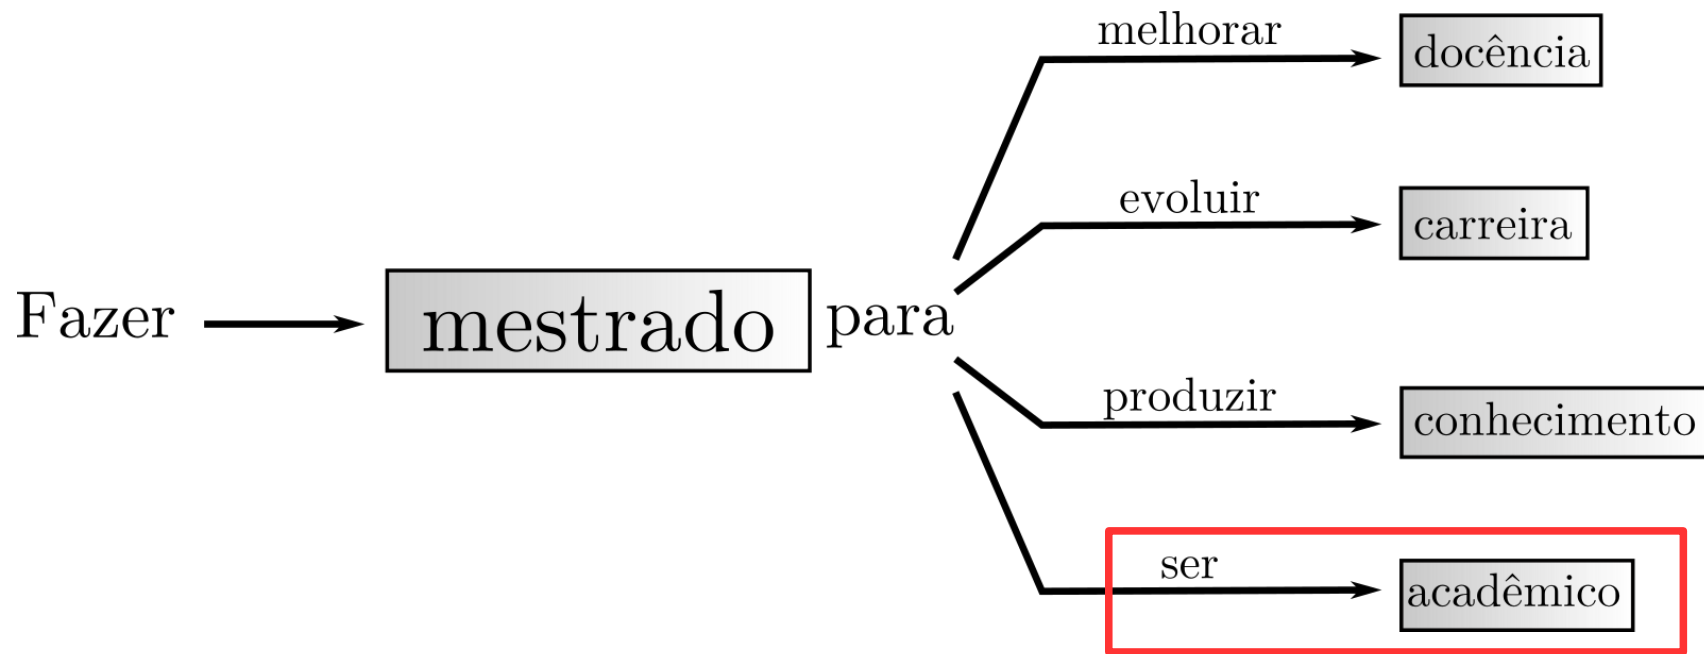 melhorar
docência
evoluir
carreira
Fazer
mestrado
para
produzir
conhecimento
ser
acadêmico